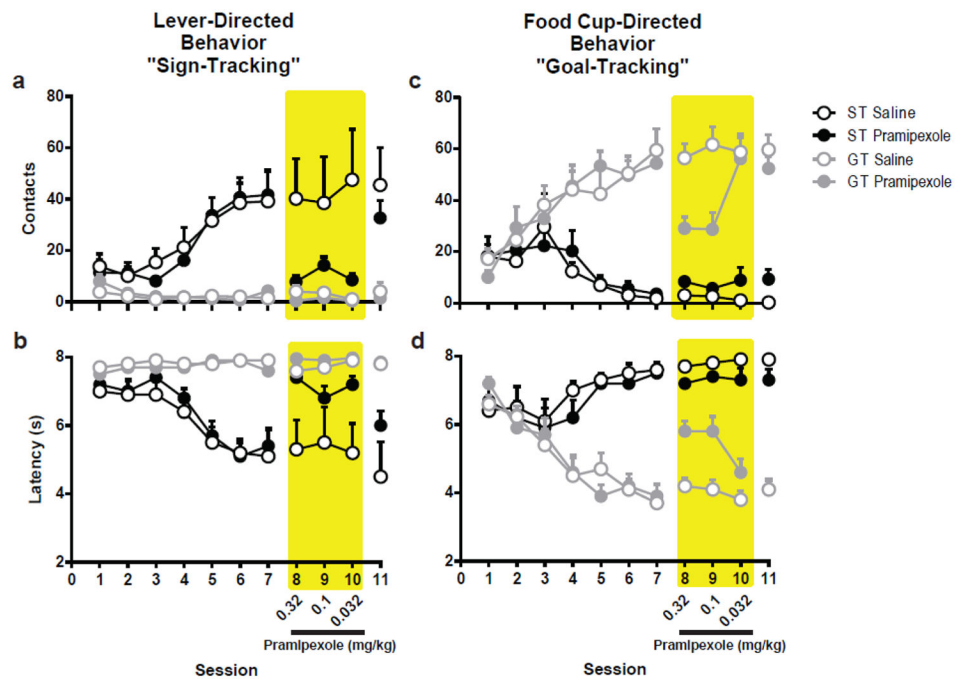 Lever-Directed
Behavior
"Sign-Tracking"
Food Cup-Directed
Behavior
"Goal-Tracking"
a
80
60
40
20
0
Contacts
c
80
60
40
20
0
ST Saline
ST Pramipexole
GT Saline
GT Pramipexole
b
8
6
4
2
Latency (s)
0 1 2 3 4 5 6 7 8 9 10 11
0.32 0.1 0.032
Pramipexole (mg/kg)
Session
d
8
6
4
2
0 1 2 3 4 5 6 7 8 9 10 11
0.32 0.1 0.032
Pramipexole (mg/kg)
Session